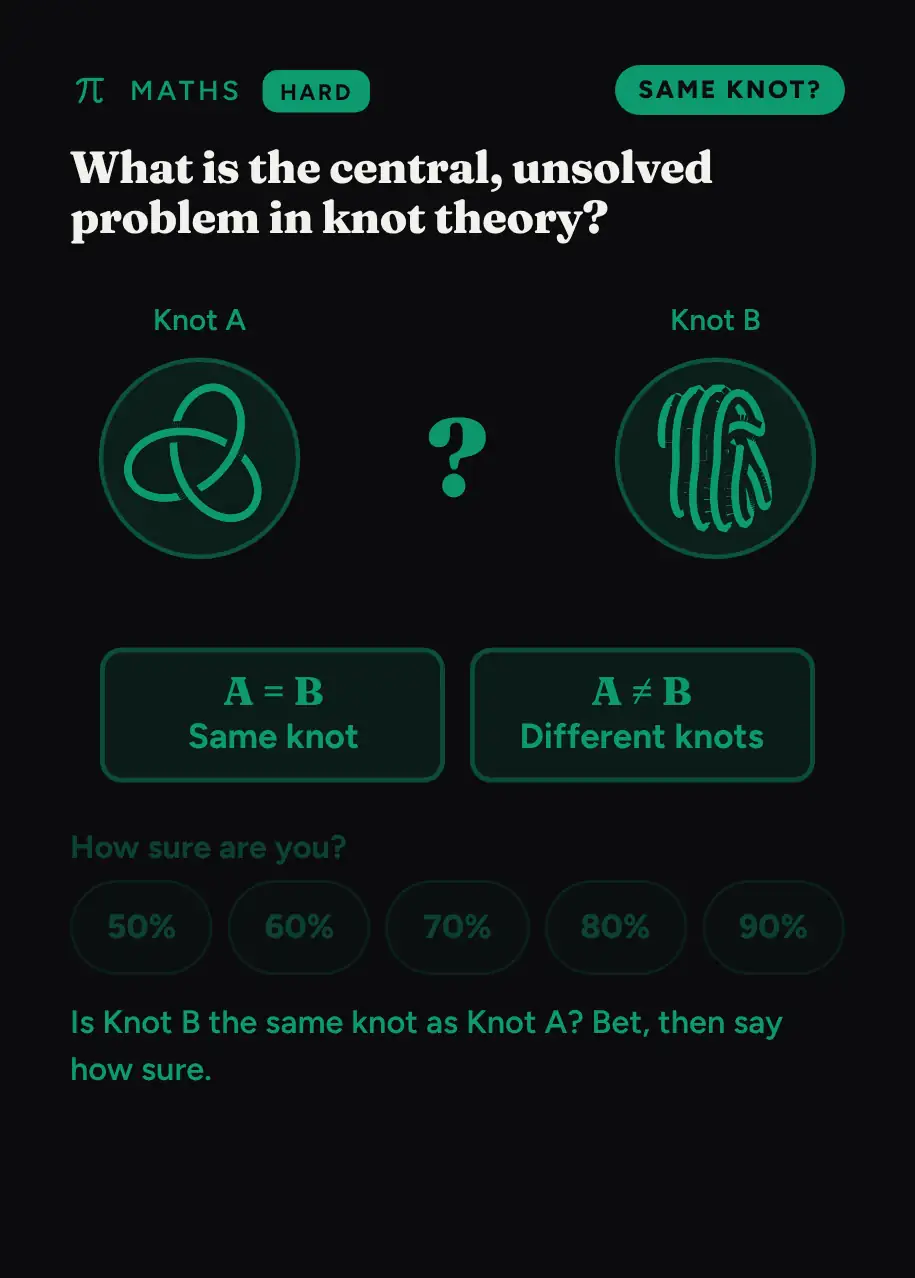 π MATHS HARD SAME KNOT?
What is the central, unsolved
problem in knot theory?
Knot A
Knot B
?
A = B
Same knot
A ≠ B
Different knots
How sure are you?
50% 60% 70% 80% 90%
Is Knot B the same knot as Knot A? Bet, then say
how sure.